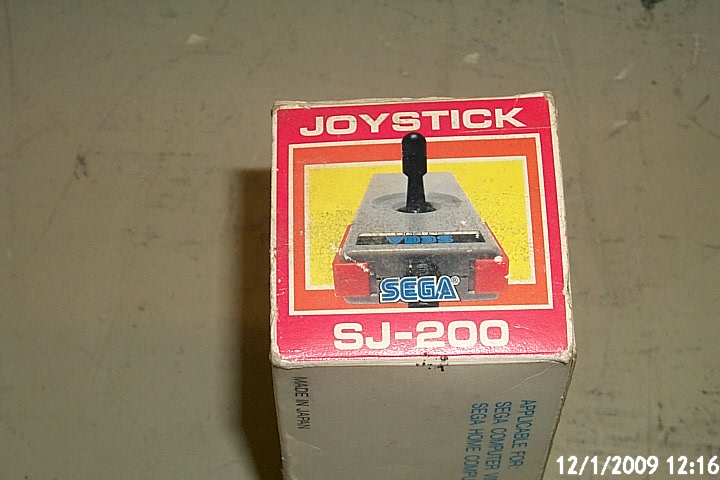 JOYSTICK
SEGA
SEGA®
SJ-200
MADE IN JAPAN
APPLICABLE FOR:
SEGA COMPUTER
SEGA HOME
12/1/2009 12:16